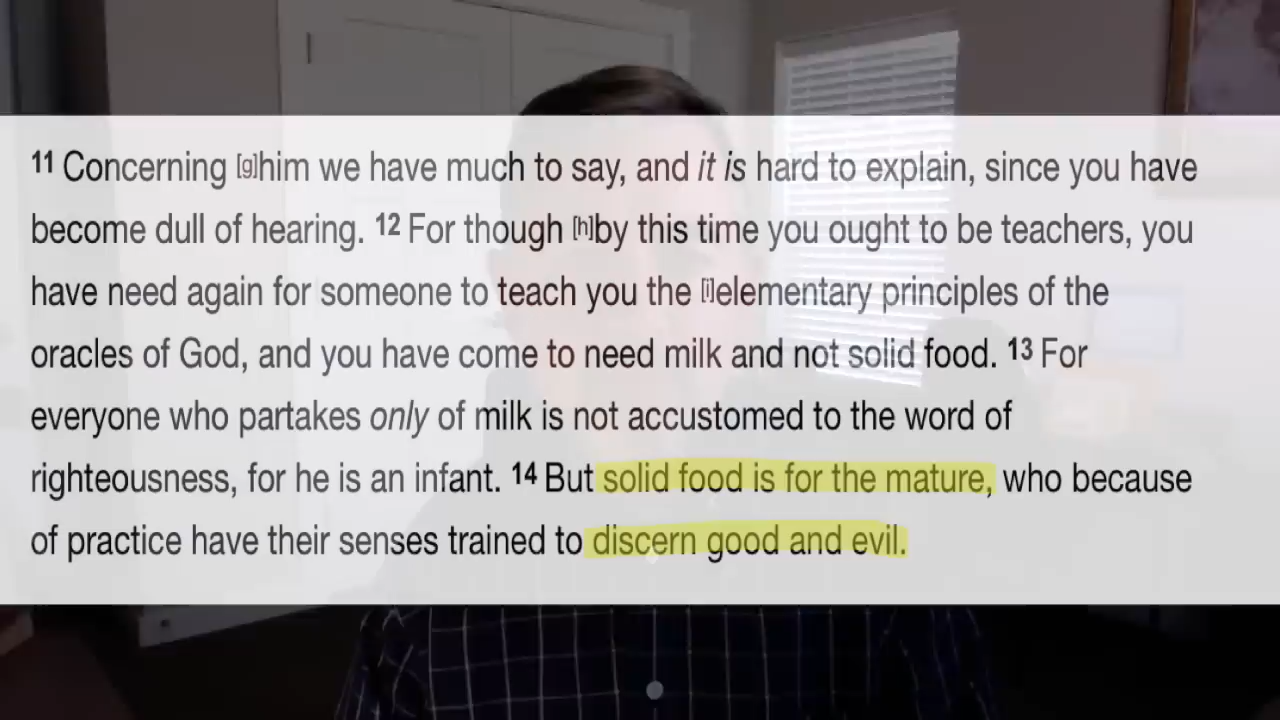 11 Concerning [g]him we have much to say, and it is hard to explain, since you have
become dull of hearing. 12 For though [h]by this time you ought to be teachers, you
have need again for someone to teach you the [i]elementary principles of the
oracles of God, and you have come to need milk and not solid food. 13 For
everyone who partakes only of milk is not accustomed to the word of
righteousness, for he is an infant. 14 But solid food is for the mature, who because
of practice have their senses trained to discern good and evil.